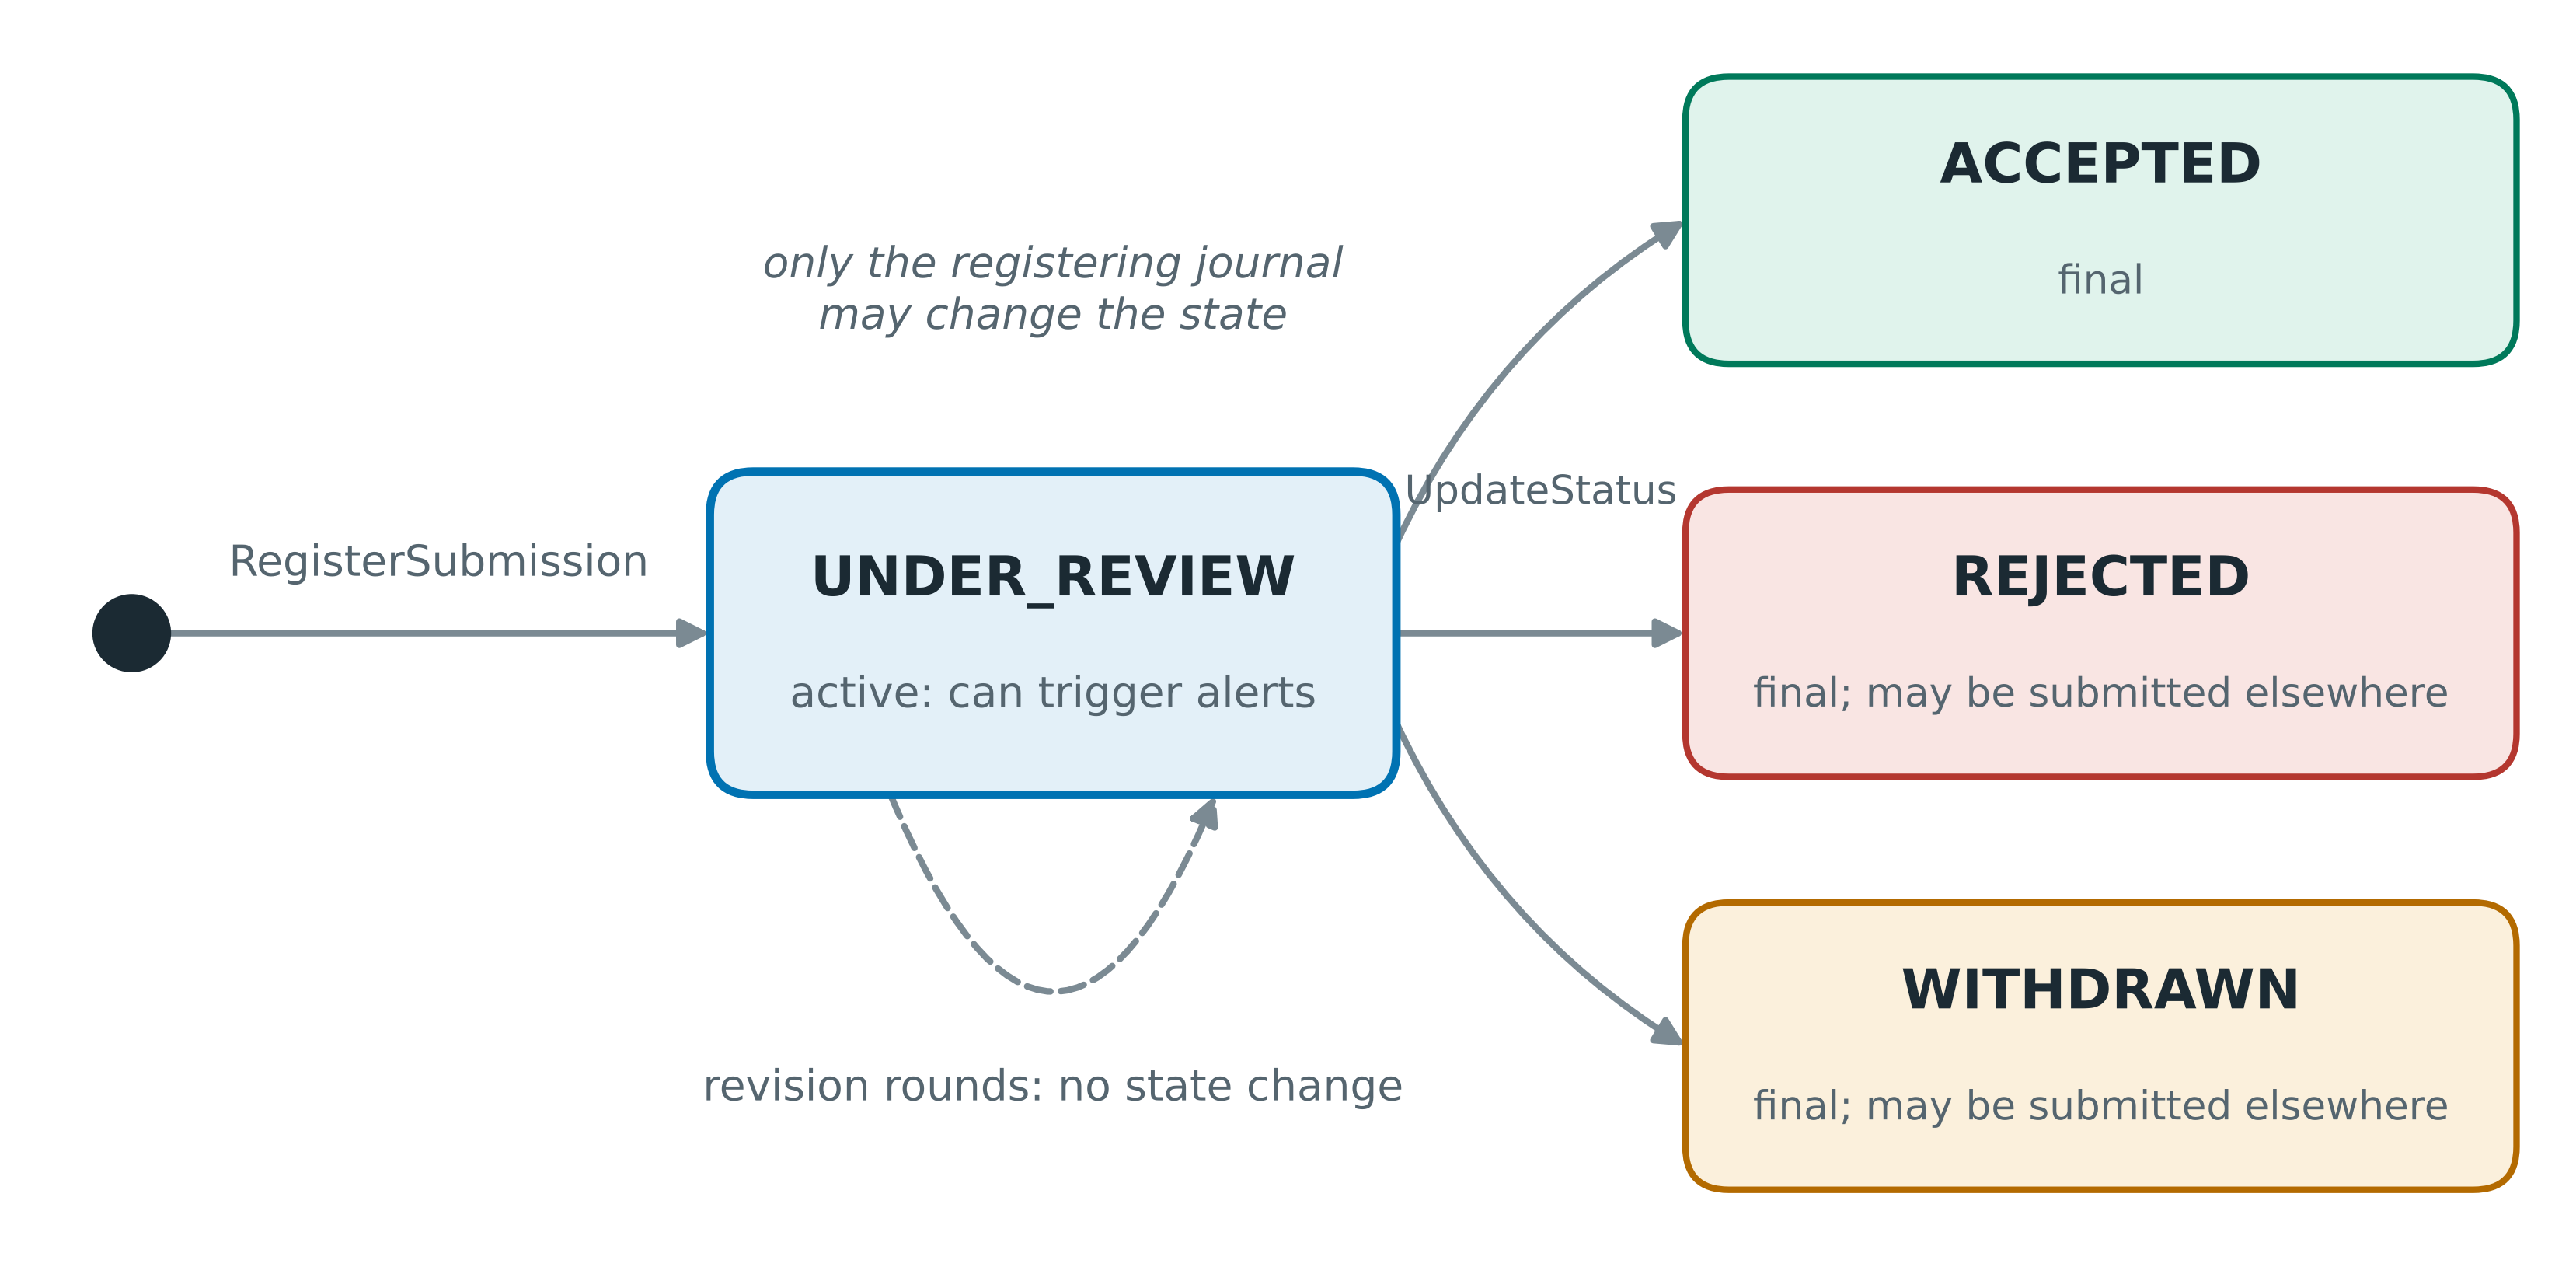 only the registering journal
may change the state
RegisterSubmission
UNDER_REVIEW
active: can trigger alerts
revision rounds: no state change
UpdateStatus
ACCEPTED
final
REJECTED
final; may be submitted elsewhere
WITHDRAWN
final; may be submitted elsewhere